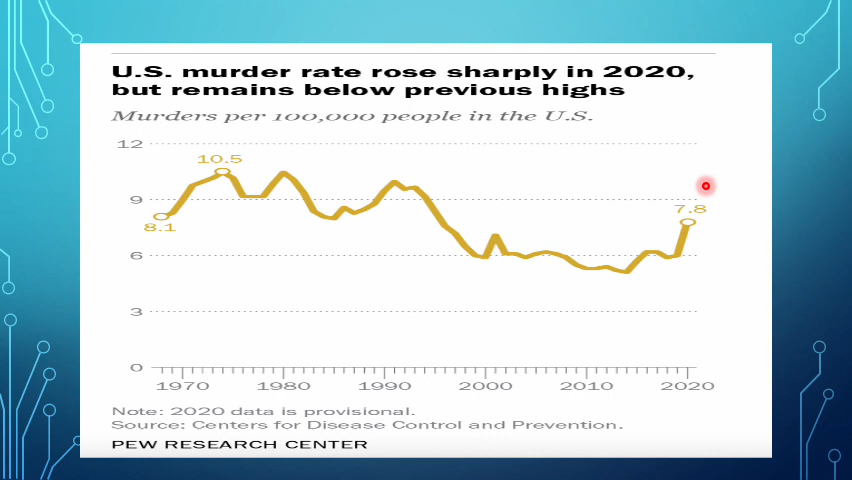 U.S. murder rate rose sharply in 2020,
but remains below previous highs
Murders per 100,000 people in the U.S.
12
10.5
9
7.8
8.1
6
3
0
1970 1980 1990 2000 2010 2020
Note: 2020 data is provisional.
Source: Centers for Disease Control and Prevention.
PEW RESEARCH CENTER